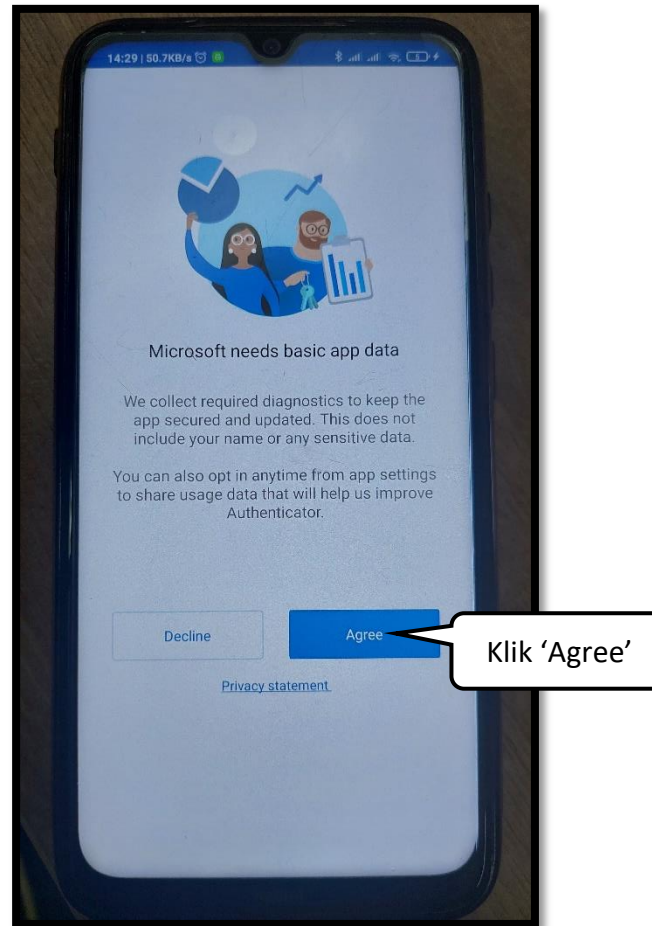 14:29 | 50.7KB/s
Microsoft needs basic app data
We collect required diagnostics to keep the
app secured and updated. This does not
include your name or any sensitive data.
You can also opt in anytime from app settings
to share usage data that will help us improve
Authenticator.
Decline
Agree
Klik ‘Agree’
Privacy statement